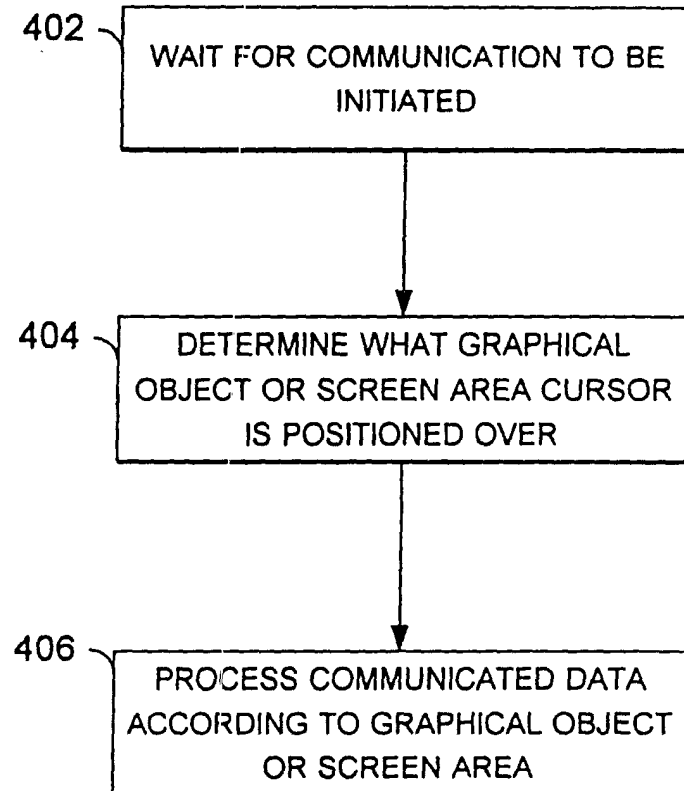 402
WAIT FOR COMMUNICATION TO BE
INITIATED
404
DETERMINE WHAT GRAPHICAL
OBJECT OR SCREEN AREA CURSOR
IS POSITIONED OVER
406
PROCESS COMMUNICATED DATA
ACCORDING TO GRAPHICAL OBJECT
OR SCREEN AREA